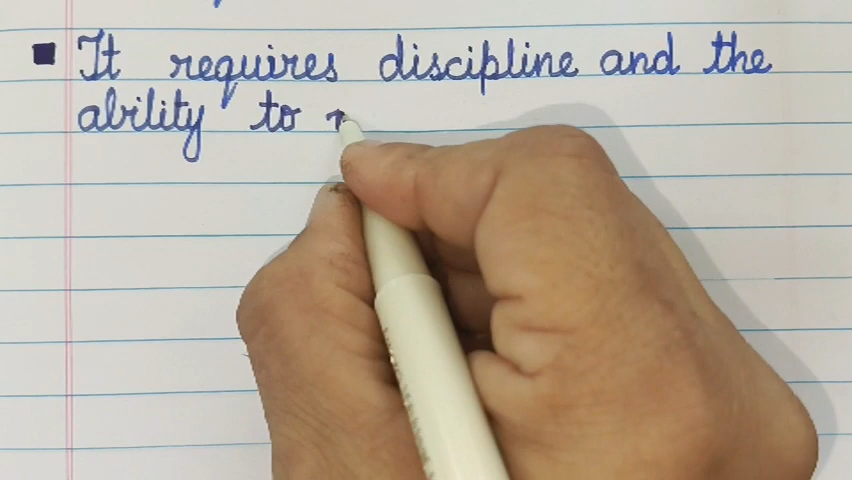 It requires discipline and the
ability to